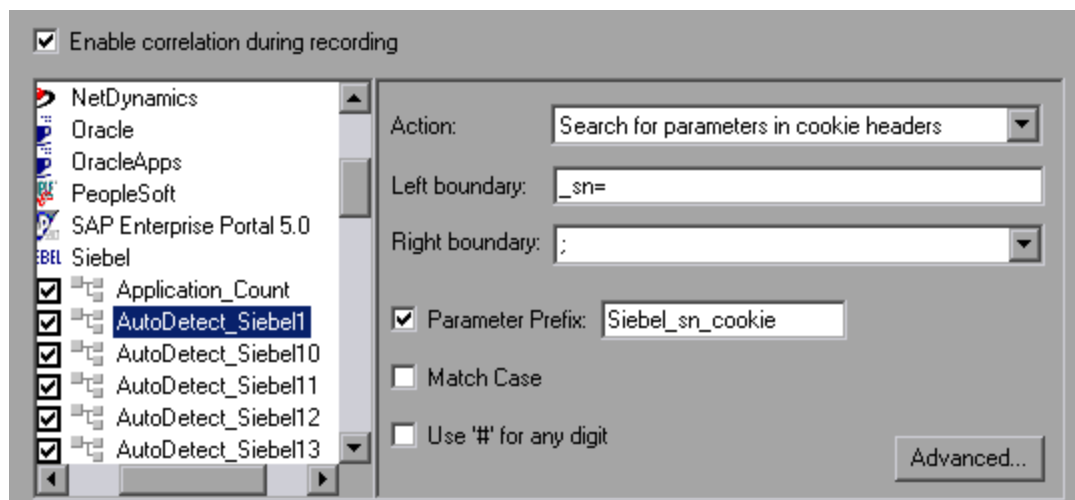 Enable correlation during recording
NetDynamics
Oracle
OracleApps
PeopleSoft
SAP Enterprise Portal 5.0
Siebel
Application_Count
AutoDetect_Siebel1
AutoDetect_Siebel10
AutoDetect_Siebel11
AutoDetect_Siebel12
AutoDetect_Siebel13
Action: Search for parameters in cookie headers
Left boundary: _sn=
Right boundary: ;
Parameter Prefix: Siebel_sn_cookie
Match Case
Use '#' for any digit
Advanced...